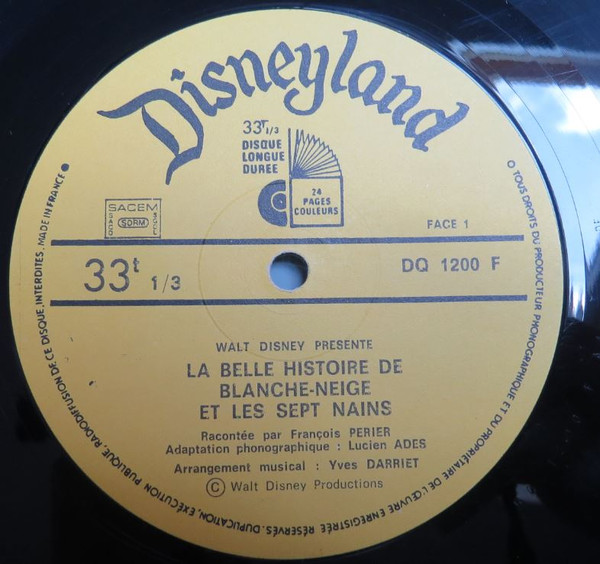 Disneyland
33T 1/3
DISQUE
LONGUE
DUREE
24
PAGES
COULEURS
SACEM
SACD
SDRM
SGDL
FACE 1
33t 1/3
DQ 1200 F
WALT DISNEY PRESENTE
LA BELLE HISTOIRE DE
BLANCHE-NEIGE
ET LES SEPT NAINS
Racontée par François PERIER
Adaptation phonographique : Lucien ADES
Arrangement musical : Yves DARRIET
© Walt Disney Productions
O TOUS DROITS DU PRODUCTEUR PHONOGRAPHIQUE ET DU PROPRIÉTAIRE DE L'ŒUVRE ENREGISTRÉE RÉSERVÉS. DUPLICATION, EXÉCUTION PUBLIQUE, RADIODIFFUSION DE CE DISQUE, INTERDITES. MADE IN FRANCE ●